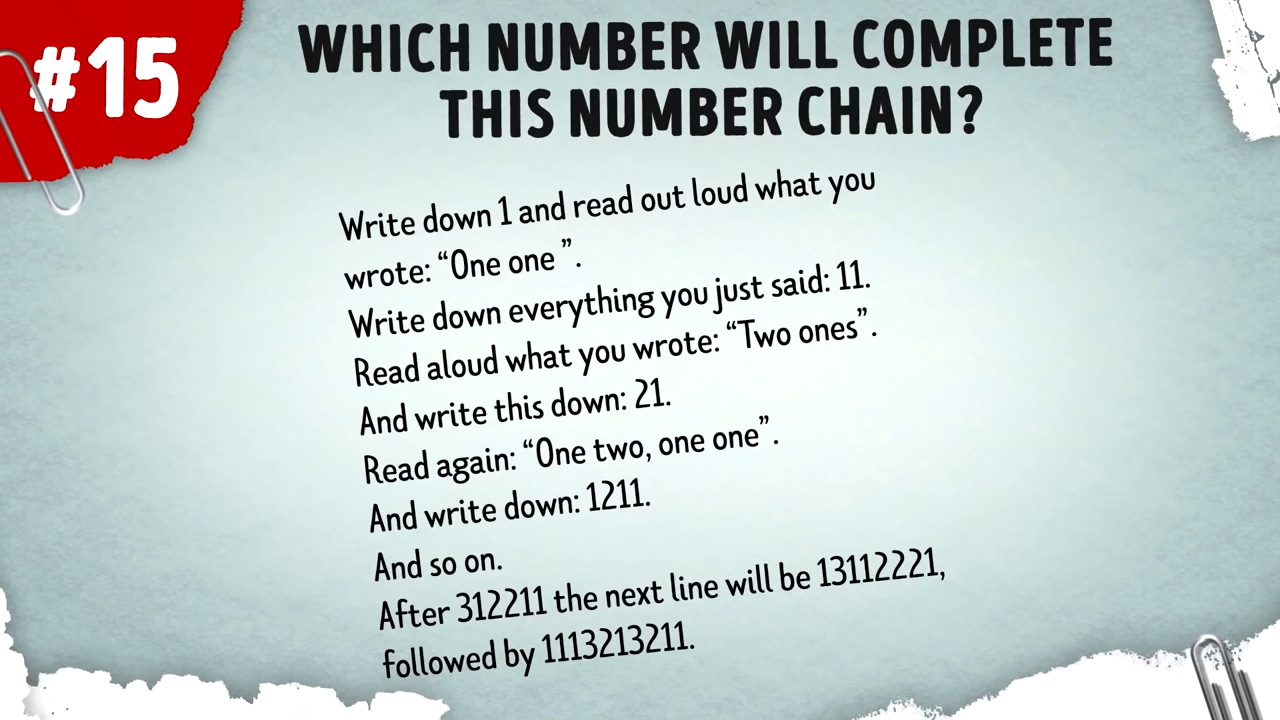 #15
WHICH NUMBER WILL COMPLETE
THIS NUMBER CHAIN?
Write down 1 and read out loud what you
wrote: “One one ”.
Write down everything you just said: 11.
Read aloud what you wrote: “Two ones”.
And write this down: 21.
Read again: “One two, one one”.
And write down: 1211.
And so on.
After 312211 the next line will be 13112221,
followed by 1113213211.